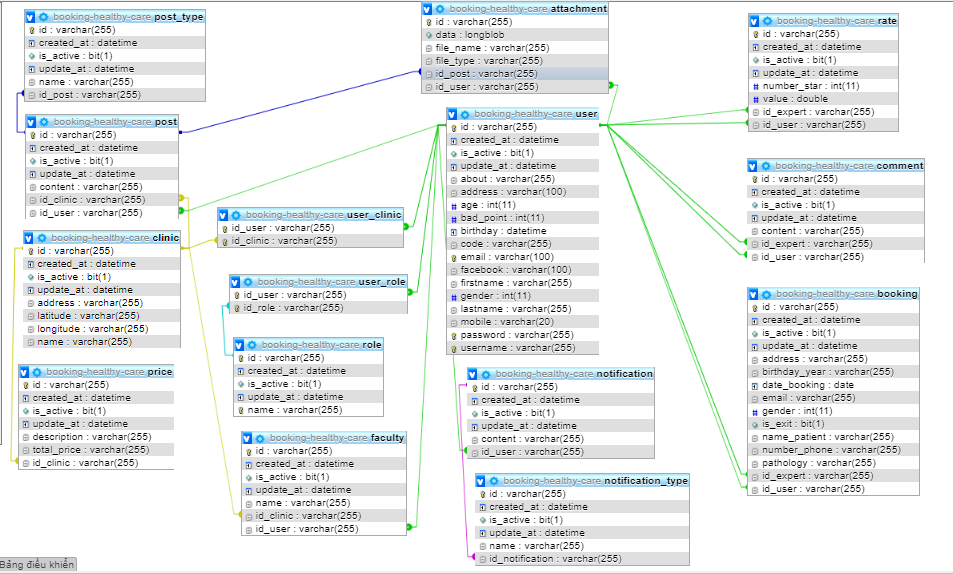 booking-healthy-care post_type
id : varchar(255)
created_at : datetime
is_active : bit(1)
update_at : datetime
name : varchar(255)
id_post : varchar(255)
booking-healthy-care post
id : varchar(255)
created_at : datetime
is_active : bit(1)
update_at : datetime
content : varchar(255)
id_clinic : varchar(255)
id_user : varchar(255)
booking-healthy-care clinic
id : varchar(255)
created_at : datetime
is_active : bit(1)
update_at : datetime
address : varchar(255)
latitude : varchar(255)
longitude : varchar(255)
name : varchar(255)
booking-healthy-care price
id : varchar(255)
created_at : datetime
is_active : bit(1)
update_at : datetime
description : varchar(255)
total_price : varchar(255)
id_clinic : varchar(255)
booking-healthy-care user_clinic
id_user : varchar(255)
id_clinic : varchar(255)
booking-healthy-care user_role
id_user : varchar(255)
id_role : varchar(255)
booking-healthy-care role
id : varchar(255)
created_at : datetime
is_active : bit(1)
update_at : datetime
name : varchar(255)
booking-healthy-care faculty
id : varchar(255)
created_at : datetime
is_active : bit(1)
update_at : datetime
name : varchar(255)
id_clinic : varchar(255)
id_user : varchar(255)
booking-healthy-care attachment
id : varchar(255)
data : longblob
file_name : varchar(255)
file_type : varchar(255)
id_post : varchar(255)
id_user : varchar(255)
booking-healthy-care user
id : varchar(255)
created_at : datetime
is_active : bit(1)
update_at : datetime
about : varchar(255)
address : varchar(100)
age : int(11)
bad_point : int(11)
birthday : datetime
code : varchar(255)
email : varchar(100)
facebook : varchar(100)
firstname : varchar(255)
gender : int(11)
lastname : varchar(255)
mobile : varchar(20)
password : varchar(255)
username : varchar(255)
booking-healthy-care notification
id : varchar(255)
created_at : datetime
is_active : bit(1)
update_at : datetime
content : varchar(255)
id_user : varchar(255)
booking-healthy-care notification_type
id : varchar(255)
created_at : datetime
is_active : bit(1)
update_at : datetime
name : varchar(255)
id_notification : varchar(255)
booking-healthy-care rate
id : varchar(255)
created_at : datetime
is_active : bit(1)
update_at : datetime
number_star : int(11)
value : double
id_expert : varchar(255)
id_user : varchar(255)
booking-healthy-care comment
id : varchar(255)
created_at : datetime
is_active : bit(1)
update_at : datetime
content : varchar(255)
id_expert : varchar(255)
id_user : varchar(255)
booking-healthy-care booking
id : varchar(255)
created_at : datetime
is_active : bit(1)
update_at : datetime
address : varchar(255)
birthday_year : varchar(255)
date_booking : date
email : varchar(255)
gender : int(11)
is_exit : bit(1)
name_patient : varchar(255)
number_phone : varchar(255)
pathology : varchar(255)
id_expert : varchar(255)
id_user : varchar(255)
Bảng điều khiển